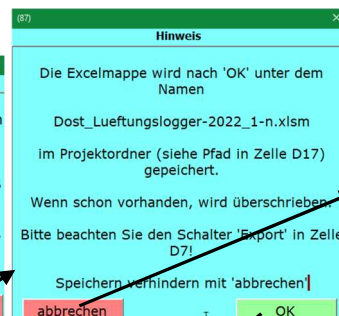 (87)
Hinweis
Die Excelmappe wird nach 'OK' unter dem
Namen
Dost_Lueftungslogger-2022_1-n.xlsm
im Projektordner (siehe Pfad in Zelle D17)
gepeichert.
Wenn schon vorhanden, wird überschrieben.
Bitte beachten Sie den Schalter 'Export' in Zelle
D7!
Speichern verhindern mit 'abbrechen'
abbrechen
OK